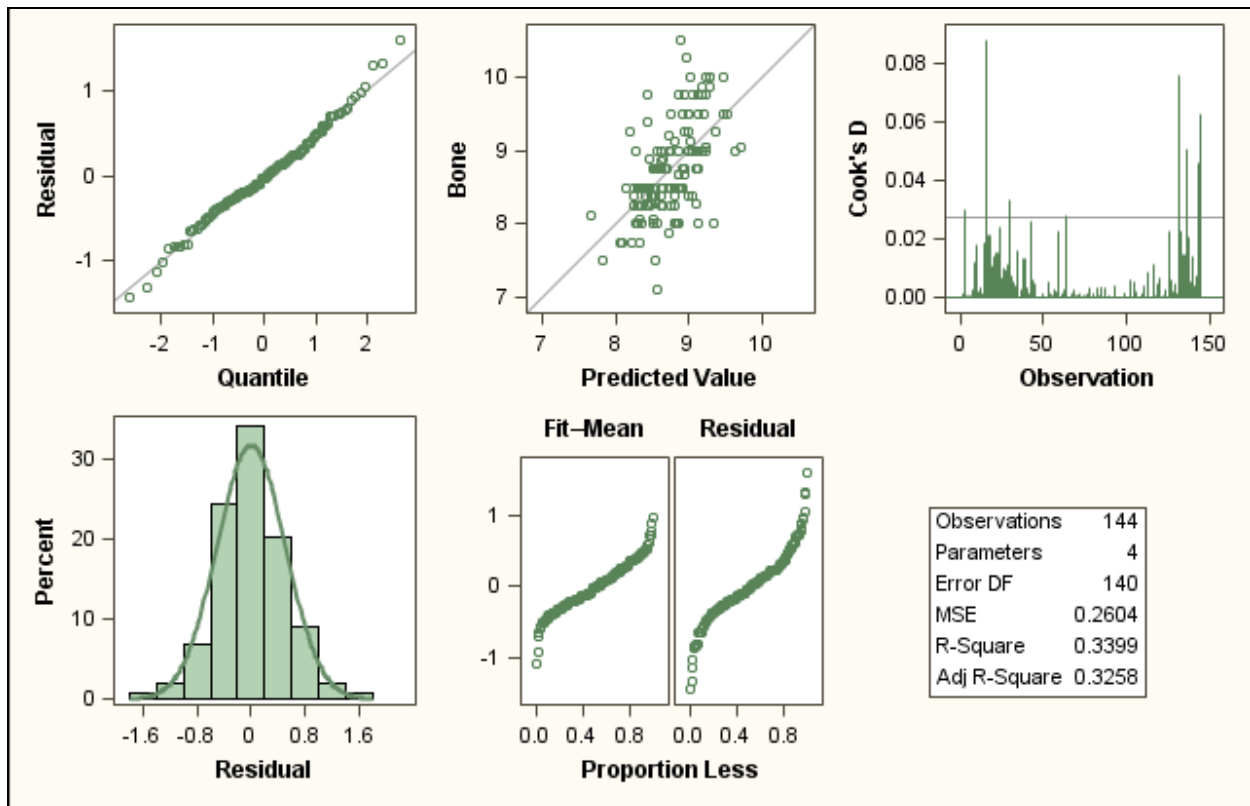 Residual
1
0
-1
-2 -1 0 1 2
Quantile
Bone
10
9
8
7
7 8 9 10
Predicted Value
Cook's D
0.08
0.06
0.04
0.02
0.00
0 50 100 150
Observation
Percent
30
20
10
0
-1.6 -0.8 0 0.8 1.6
Residual
Fit–Mean Residual
1
0
-1
0.0 0.4 0.8 0.0 0.4 0.8
Proportion Less
Observations 144
Parameters 4
Error DF 140
MSE 0.2604
R-Square 0.3399
Adj R-Square 0.3258